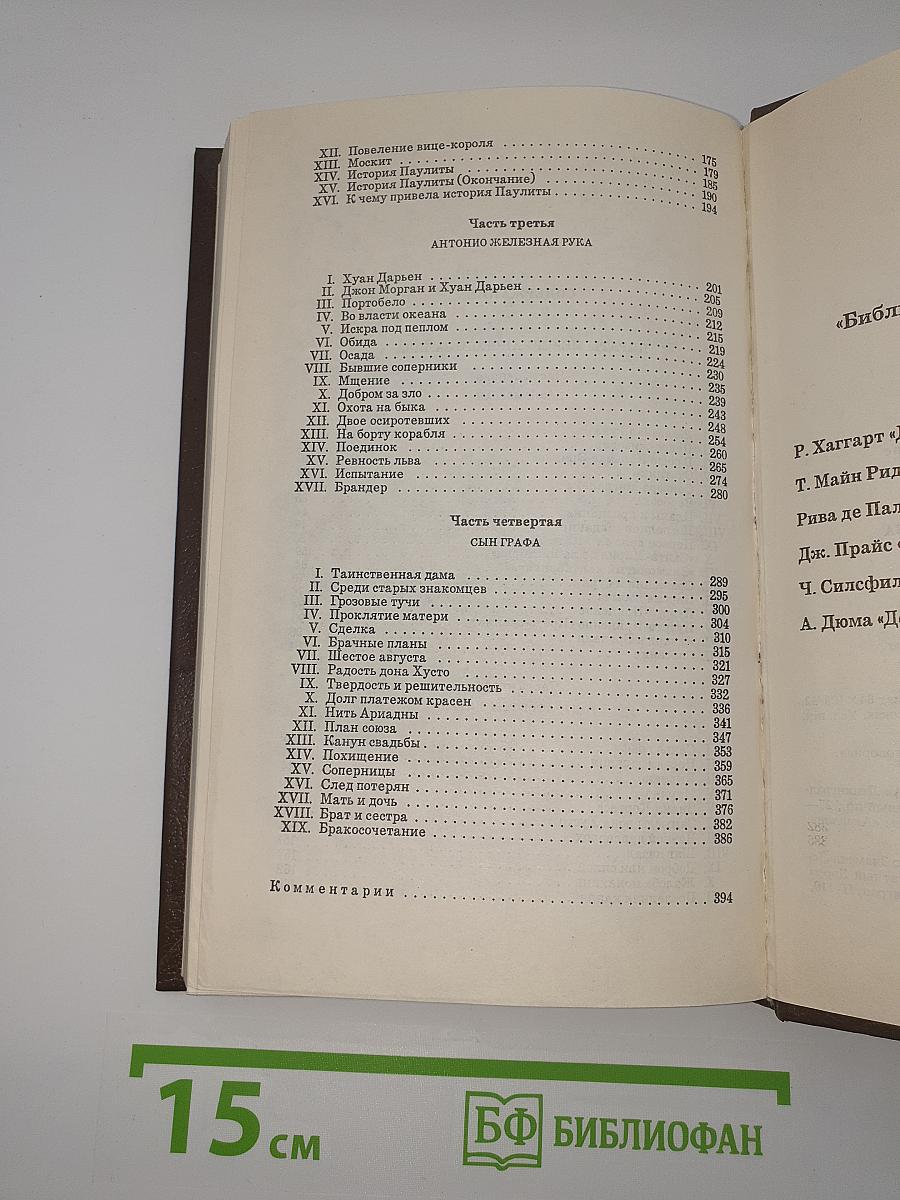 XII. Повеление вице-короля . . . 175
XIII. Москит . . . 179
XIV. История Паулиты . . . 185
XV. История Паулиты (Окончание) . . . 190
XVI. К чему привела история Паулиты . . . 194
Часть третья
АНТОНИО ЖЕЛЕЗНАЯ РУКА
I. Хуан Дарьен . . . 201
II. Джон Морган и Хуан Дарьен . . . 205
III. Портобело . . . 209
IV. Во власти океана . . . 212
V. Искра под пеплом . . . 215
VI. Обида . . . 219
VII. Осада . . . 224
VIII. Бывшие соперники . . . 230
IX. Мщение . . . 235
X. Добром за зло . . . 239
XI. Охота на быка . . . 243
XII. Двое осиротевших . . . 248
XIII. На борту корабля . . . 254
XIV. Поединок . . . 260
XV. Ревность льва . . . 265
XVI. Испытание . . . 274
XVII. Брандер . . . 280
Часть четвертая
СЫН ГРАФА
I. Таинственная дама . . . 289
II. Среди старых знакомцев . . . 295
III. Грозовые тучи . . . 300
IV. Проклятие матери . . . 304
V. Сделка . . . 310
VI. Брачные планы . . . 315
VII. Шестое августа . . . 321
VIII. Радость дона Хусто . . . 327
IX. Твердость и решительность . . . 332
X. Долг платежом красен . . . 336
XI. Нить Ариадны . . . 341
XII. План союза . . . 347
XIII. Канун свадьбы . . . 353
XIV. Похищение . . . 359
XV. Соперницы . . . 365
XVI. След потерян . . . 371
XVII. Мать и дочь . . . 376
XVIII. Брат и сестра . . . 382
XIX. Бракосочетание . . . 386
Комментарии . . . 394
«Библи
Р. Хаггарт «Д
Т. Майн Рид
Рива де Пал
Дж. Прайс «
Ч. Силсфил
А. Дюма «До
15 см
БФ БИБЛИОФАН